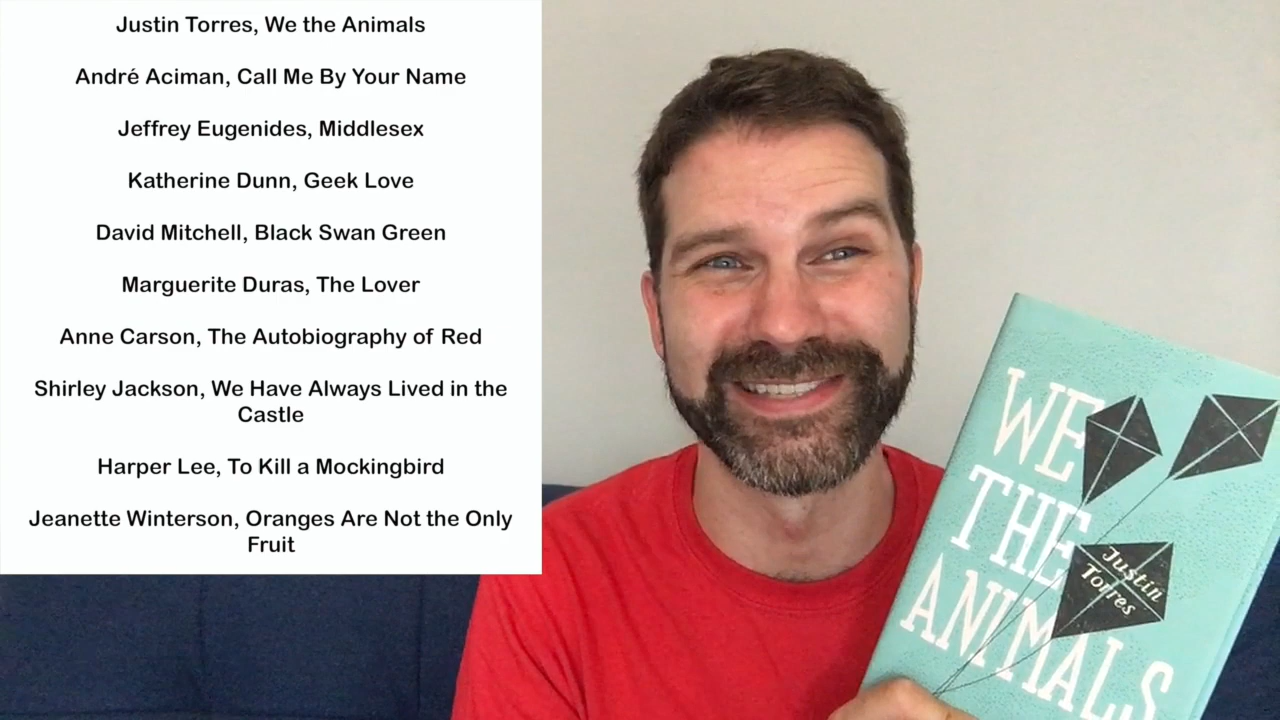 Justin Torres, We the Animals
André Aciman, Call Me By Your Name
Jeffrey Eugenides, Middlesex
Katherine Dunn, Geek Love
David Mitchell, Black Swan Green
Marguerite Duras, The Lover
Anne Carson, The Autobiography of Red
Shirley Jackson, We Have Always Lived in the
Castle
Harper Lee, To Kill a Mockingbird
Jeanette Winterson, Oranges Are Not the Only
Fruit
WE
THE
ANIMALS
Justin
Torres